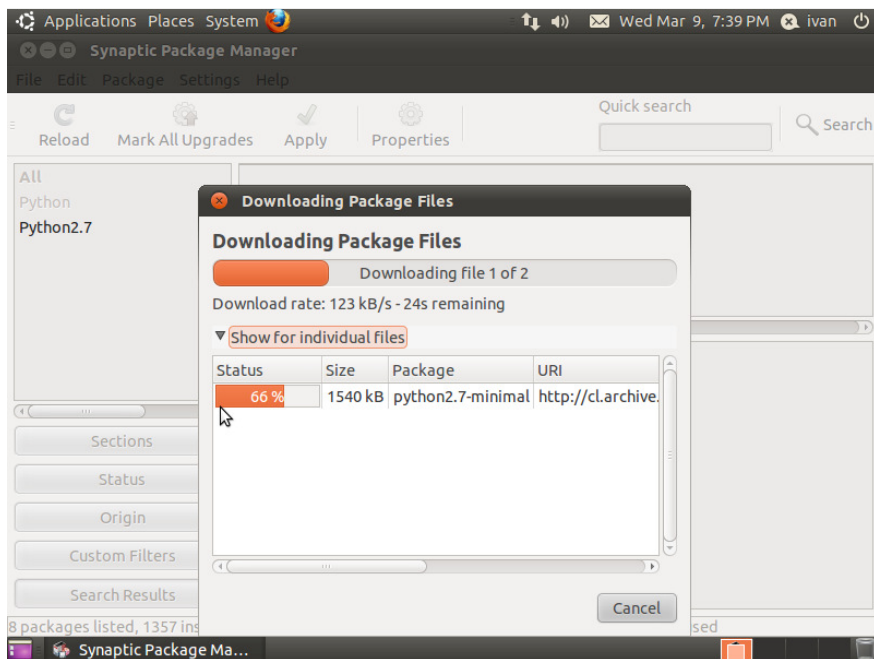 Applications Places System Wed Mar 9, 7:39 PM ivan
Synaptic Package Manager
File Edit Package Settings Help
Reload Mark All Upgrades Apply Properties Quick search Search
All
Python
Python2.7
Downloading Package Files
Downloading Package Files
Downloading file 1 of 2
Download rate: 123 kB/s - 24s remaining
Show for individual files
Status Size Package URI
66 % 1540 kB python2.7-minimal http://cl.archive.
Sections
Status
Origin
Custom Filters
Search Results
Cancel
8 packages listed, 1357 ins sed
Synaptic Package Ma...